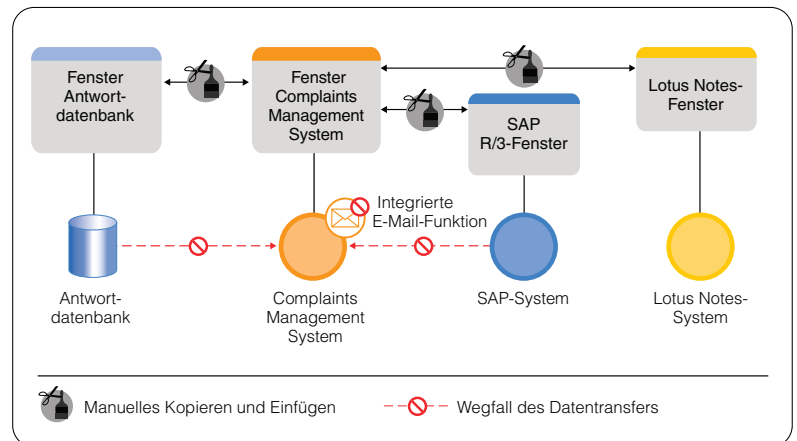 Fenster
Antwort-
datenbank
Fenster
Complaints
Management
System
SAP
R/3-Fenster
Lotus Notes-
Fenster
Integrierte
E-Mail-Funktion
Antwort-
datenbank
Complaints
Management
System
SAP-System
Lotus Notes-
System
Manuelles Kopieren und Einfügen
Wegfall des Datentransfers